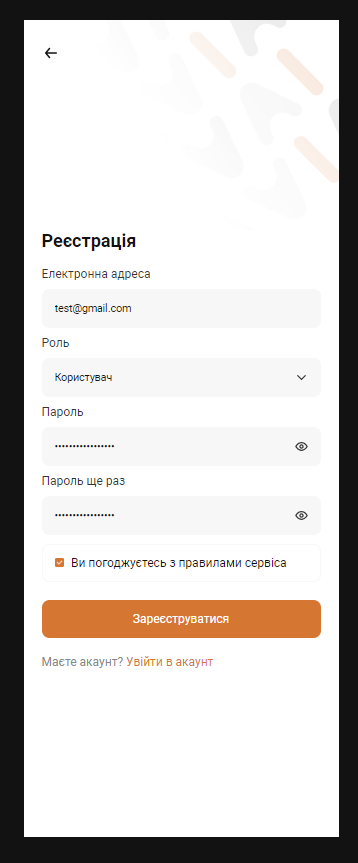 Реєстрація
Електронна адреса
test@gmail.com
Роль
Користувач
Пароль
•••••••••••••••••
Пароль ще раз
•••••••••••••••••
Ви погоджуєтесь з правилами сервіса
Зареєструватися
Маєте акаунт? Увійти в акаунт